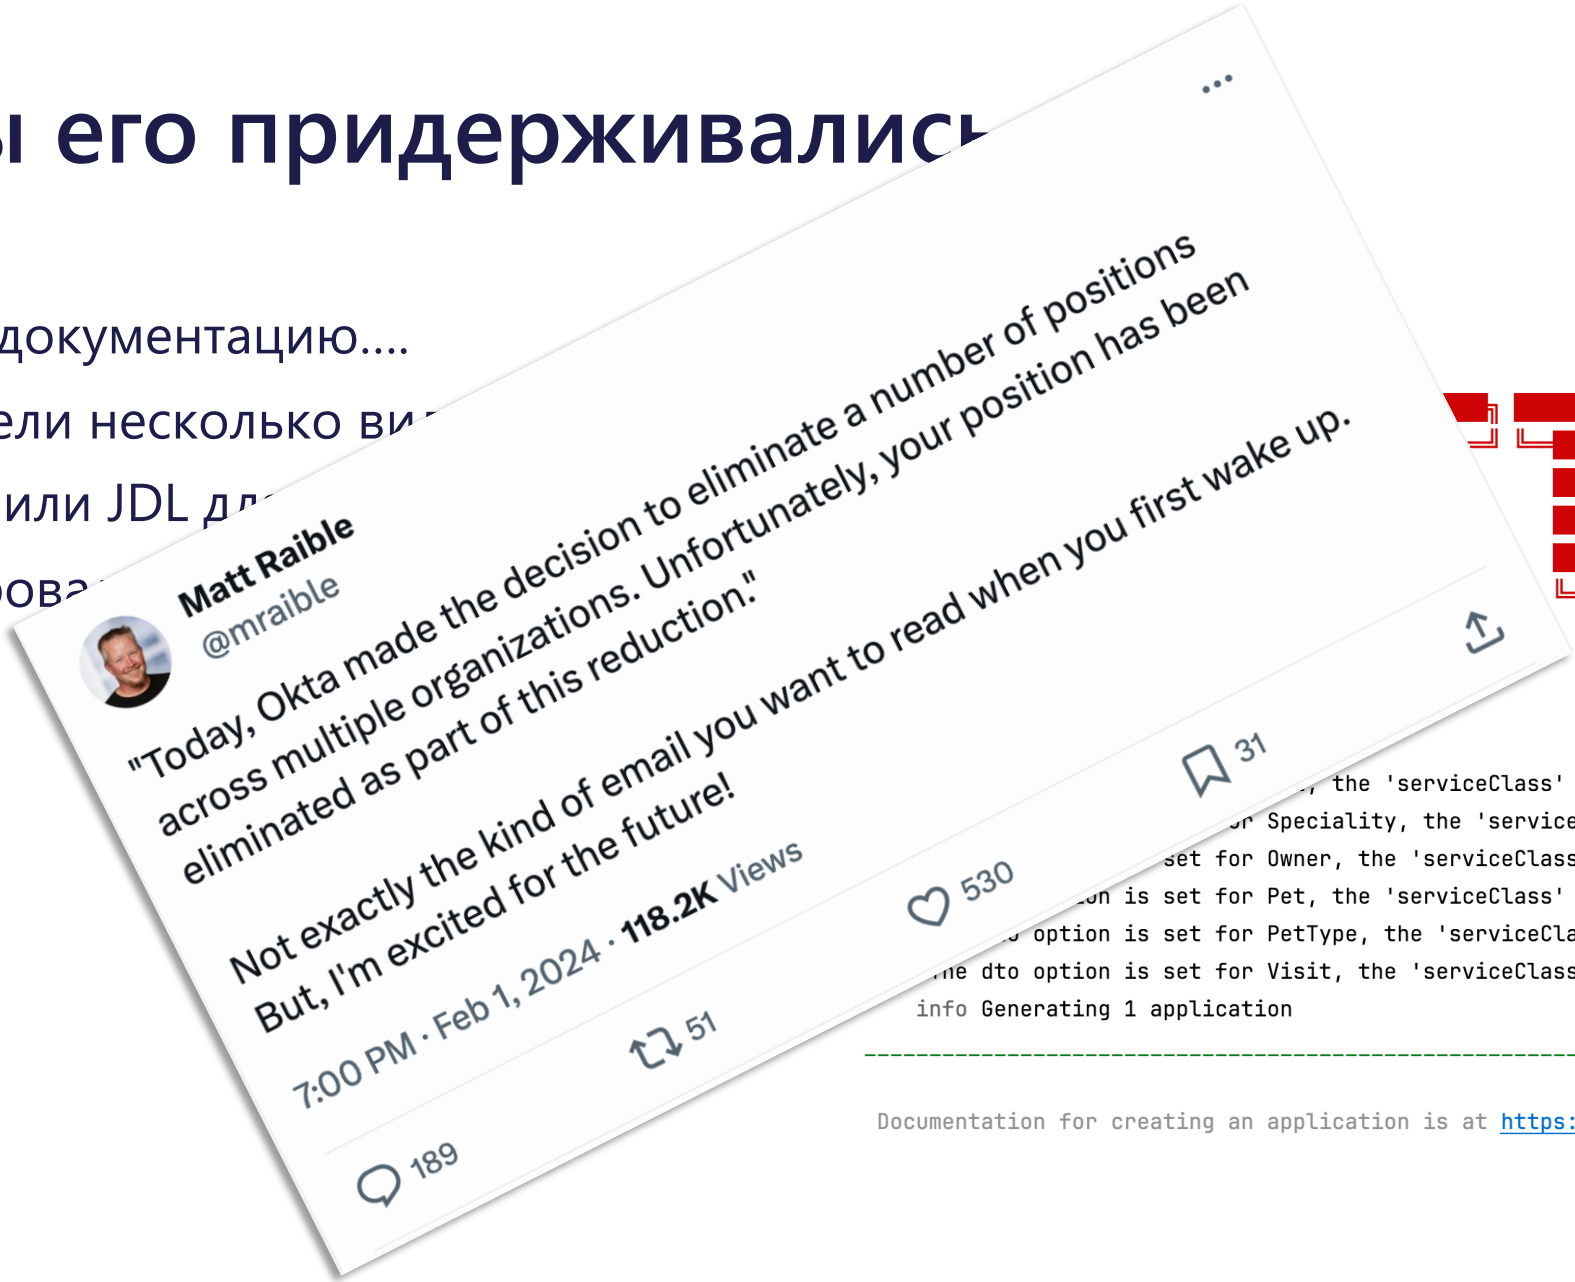 его придерживались
документацию....
несколько
или JDL
Matt Raible
@mraible
"Today, Okta made the decision to eliminate a number of positions
across multiple organizations. Unfortunately, your position has been
eliminated as part of this reduction."
Not exactly the kind of email you want to read when you first wake up.
But, I'm excited for the future!
7:00 PM · Feb 1, 2024 · 118.2K Views
189
51
530
31
, the 'serviceClass'
Speciality, the 'service
set for Owner, the 'serviceClass
is set for Pet, the 'serviceClass'
option is set for PetType, the 'serviceCla
The dto option is set for Visit, the 'serviceClass
info Generating 1 application
Documentation for creating an application is at https: